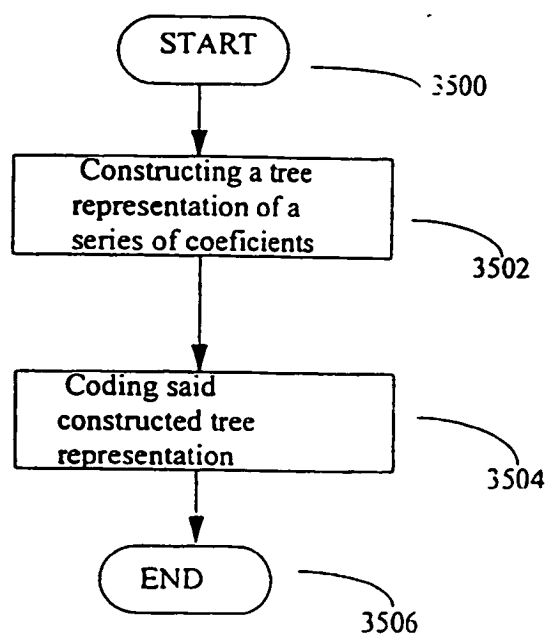 START
3500
Constructing a tree
representation of a
series of coeficients
3502
Coding said
constructed tree
representation
3504
END
3506